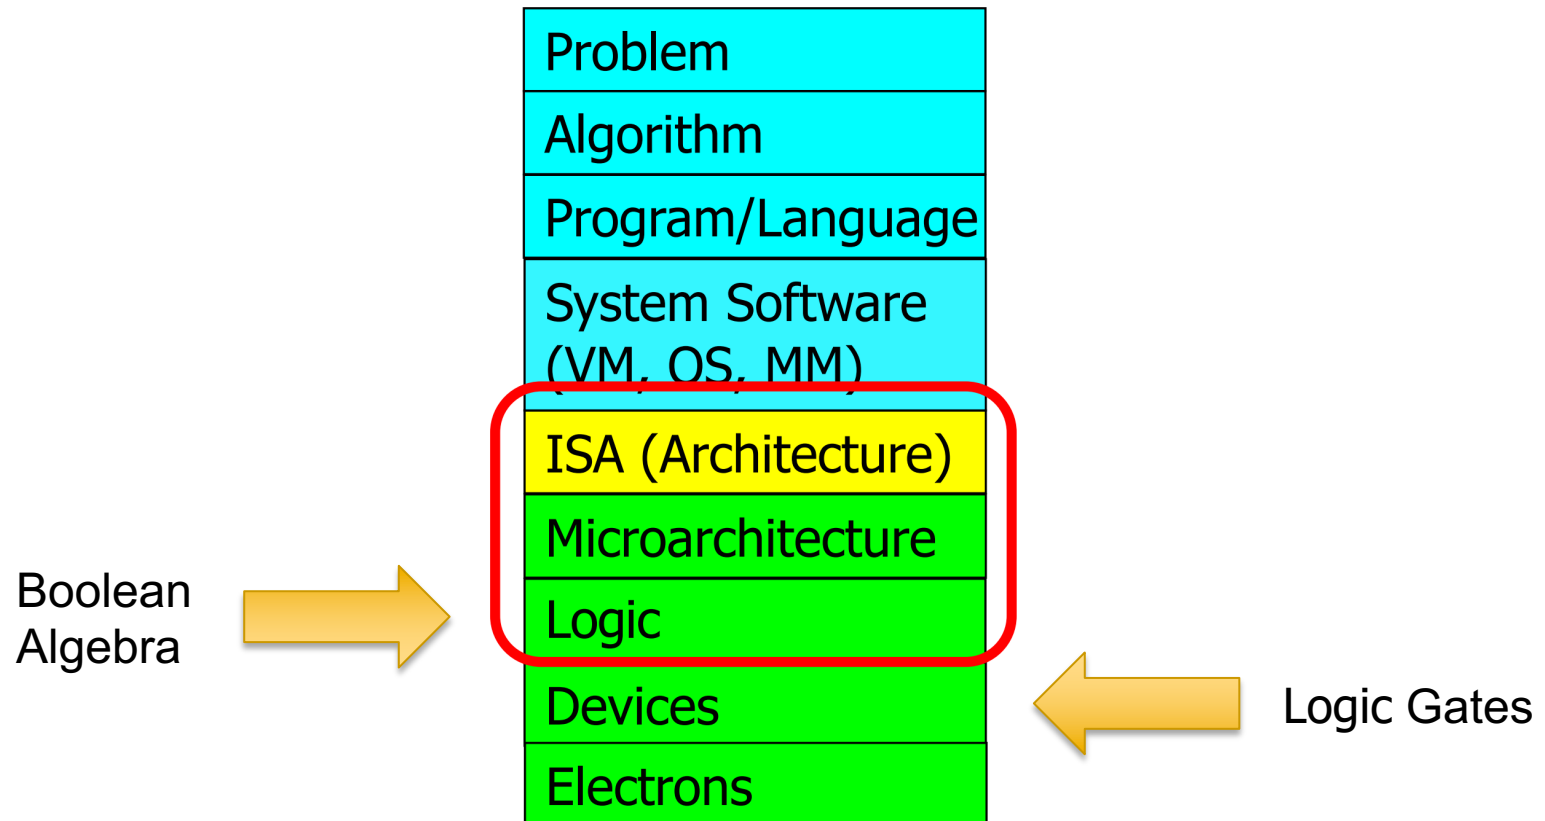 Problem
Algorithm
Program/Language
System Software
(VM, OS, MM)
ISA (Architecture)
Microarchitecture
Boolean
Algebra
Logic
Devices
Logic Gates
Electrons